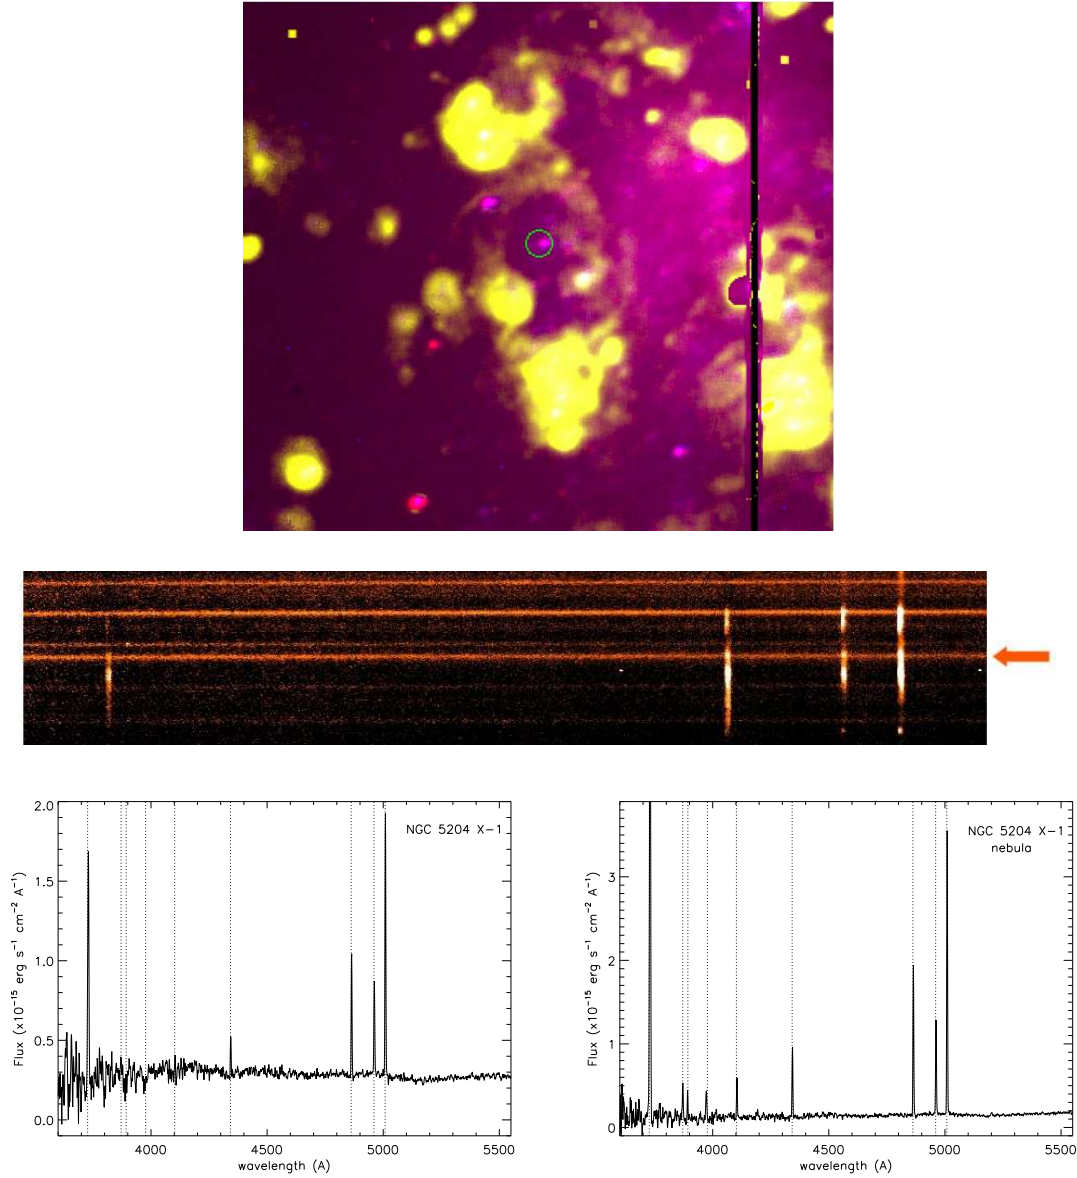 2.0
1.5
1.0
0.5
0.0
Flux (x10⁻¹⁵ erg s⁻¹ cm⁻² A⁻¹)
NGC 5204 X-1
4000 4500 5000 5500
wavelength (A)
3
2
1
0
Flux (x10⁻¹⁵ erg s⁻¹ cm⁻² A⁻¹)
NGC 5204 X-1
nebula
4000 4500 5000 5500
wavelength (A)